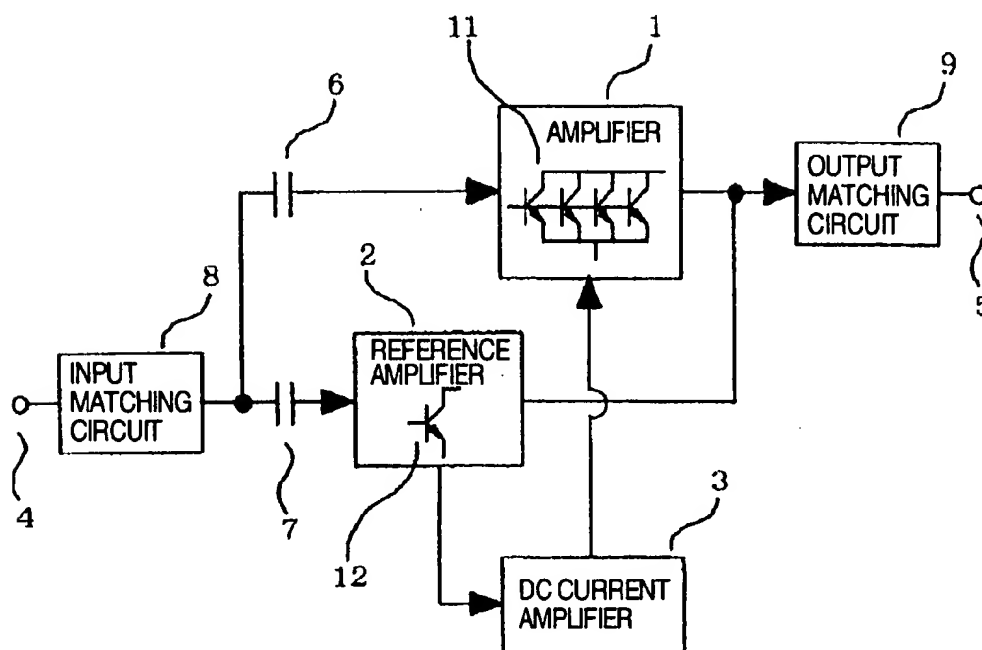 11
1
6
9
AMPLIFIER
OUTPUT
MATCHING
CIRCUIT
8
2
5
REFERENCE
AMPLIFIER
INPUT
MATCHING
CIRCUIT
4
7
12
3
DC CURRENT
AMPLIFIER